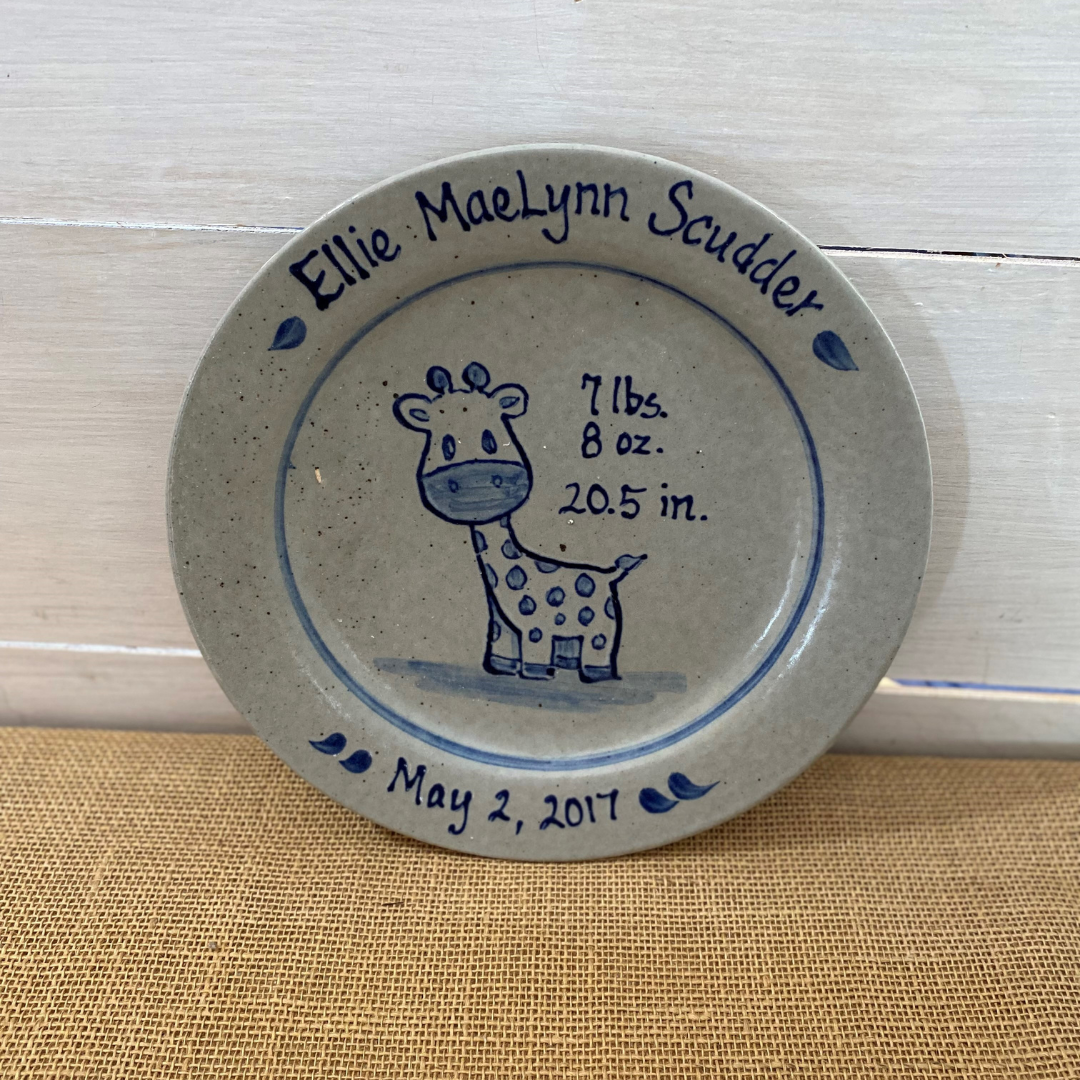 Ellie MaeLynn Scudder
7 lbs.
8 oz.
20.5 in.
May 2, 2017